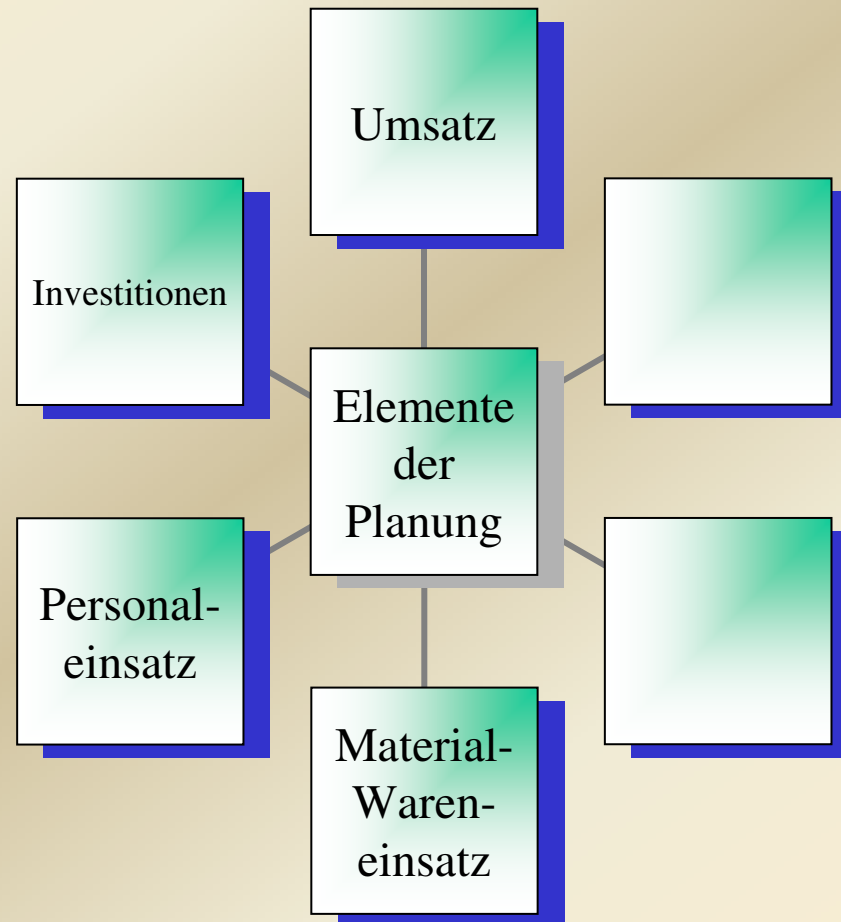 Umsatz
Investitionen
Elemente
der
Planung
Personal-
einsatz
Material-
Waren-
einsatz